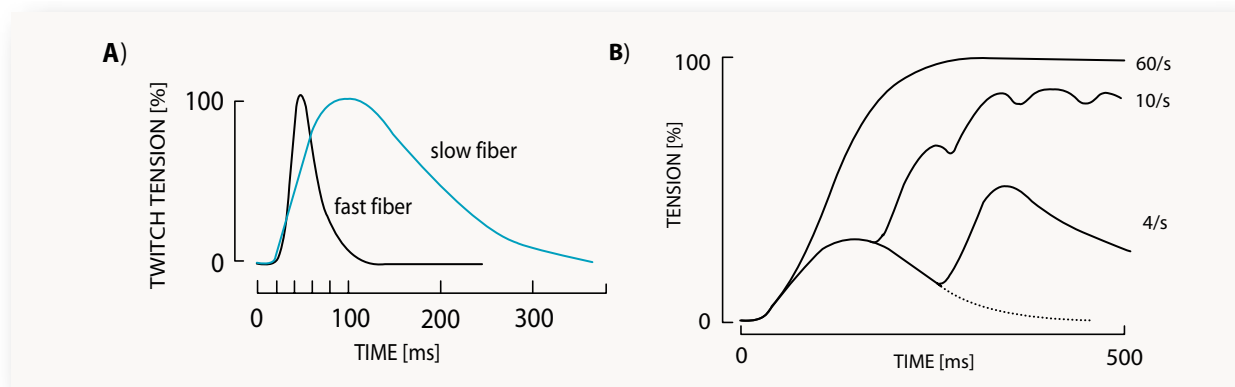 A)
TWITCH TENSION [%]
100
0
slow fiber
fast fiber
0 100 200 300
TIME [ms]
B)
TENSION [%]
100
0
60/s
10/s
4/s
0 500
TIME [ms]